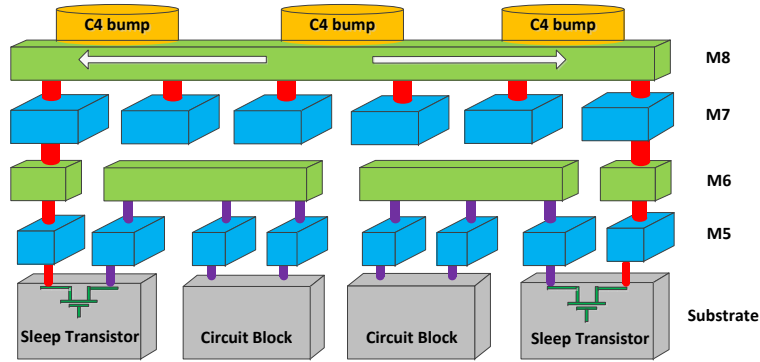 C4 bump
C4 bump
C4 bump
M8
M7
M6
M5
Substrate
Sleep Transistor
Circuit Block
Circuit Block
Sleep Transistor